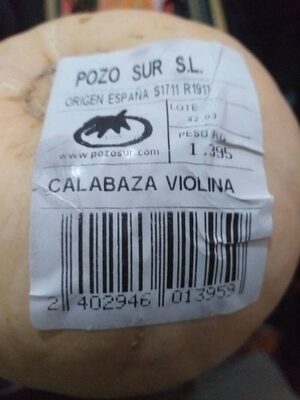 POZO SUR S.L.
ORIGEN ESPAÑA S1711 R1911
LOTE
42 03
PESO KG
1.395
www.pozosur.com
CALABAZA VIOLINA
2 402946 013959